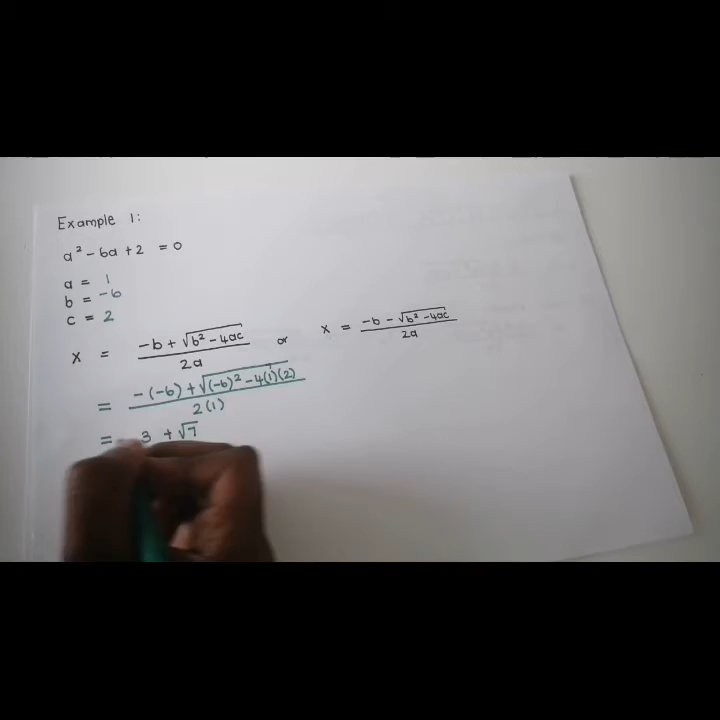 Example 1:
a² - 6a + 2 = 0
a = 1
b = -6
c = 2
x = (-b + √(b² - 4ac)) / 2a or x = (-b - √(b² - 4ac)) / 2a
= (-(-6) + √((-6)² - 4(1)(2))) / 2(1)
= 3 + √7